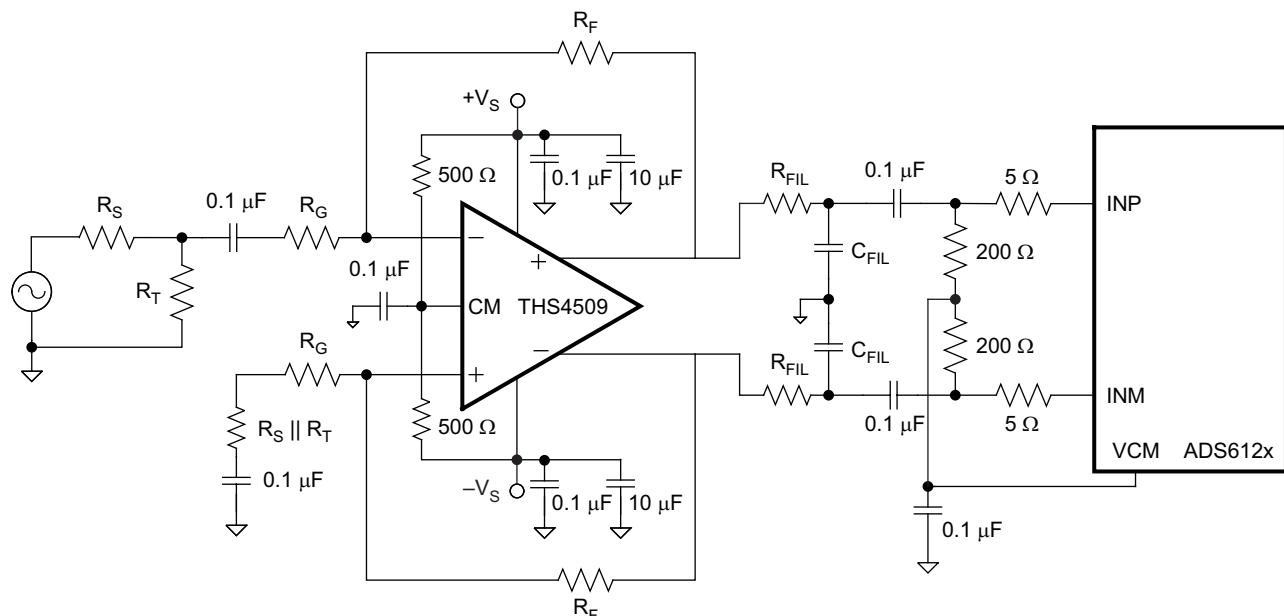 R_F
+V_S
500 Ω
0.1 μF
10 μF
R_S
0.1 μF
R_G
R_T
0.1 μF
−
+
CM
THS4509
−
+
R_G
R_S || R_T
0.1 μF
500 Ω
−V_S
0.1 μF
10 μF
R_F
R_FIL
0.1 μF
5 Ω
INP
C_FIL
200 Ω
C_FIL
200 Ω
R_FIL
0.1 μF
5 Ω
INM
VCM
ADS612x
0.1 μF